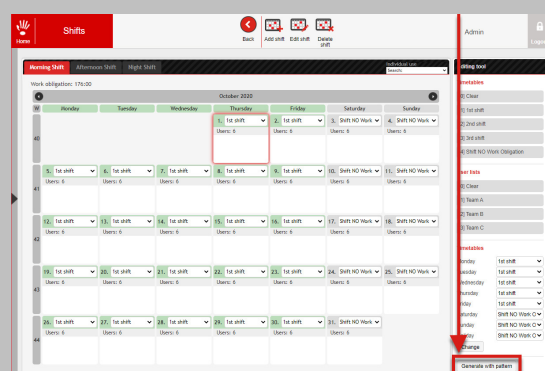 Home
Shifts
Back
Add shift
Edit shift
Delete shift
Admin
Morning Shift
Afternoon Shift
Night Shift
Individual use
Search:
Editing tool
Work obligation: 176:00
October 2020
W Monday Tuesday Wednesday Thursday Friday Saturday Sunday
40
1. 1st shift 2. 1st shift 3. Shift NO Work 4. Shift NO Work
Users: 6 Users: 6 Users: 6 Users: 6
41
5. 1st shift 6. 1st shift 7. 1st shift 8. 1st shift 9. 1st shift 10. Shift NO Work 11. Shift NO Work
Users: 6 Users: 6 Users: 6 Users: 6 Users: 6 Users: 6 Users: 6
42
12. 1st shift 13. 1st shift 14. 1st shift 15. 1st shift 16. 1st shift 17. Shift NO Work 18. Shift NO Work
Users: 6 Users: 6 Users: 6 Users: 6 Users: 6 Users: 6 Users: 6
43
19. 1st shift 20. 1st shift 21. 1st shift 22. 1st shift 23. 1st shift 24. Shift NO Work 25. Shift NO Work
Users: 6 Users: 6 Users: 6 Users: 6 Users: 6 Users: 6 Users: 6
44
26. 1st shift 27. 1st shift 28. 1st shift 29. 1st shift 30. 1st shift 31. Shift NO Work
Users: 6 Users: 6 Users: 6 Users: 6 Users: 6 Users: 6
imetables
0] Clear
1] 1st shift
2] 2nd shift
3] 3rd shift
4] Shift NO Work Obligation
ser lists
0] Clear
1] Team A
2] Team B
3] Team C
imetables
onday 1st shift
uesday 1st shift
ednesday 1st shift
hursday 1st shift
riday 1st shift
aturday Shift NO Work O
unday Shift NO Work O
Shift NO Work O
Change
Generate with pattern